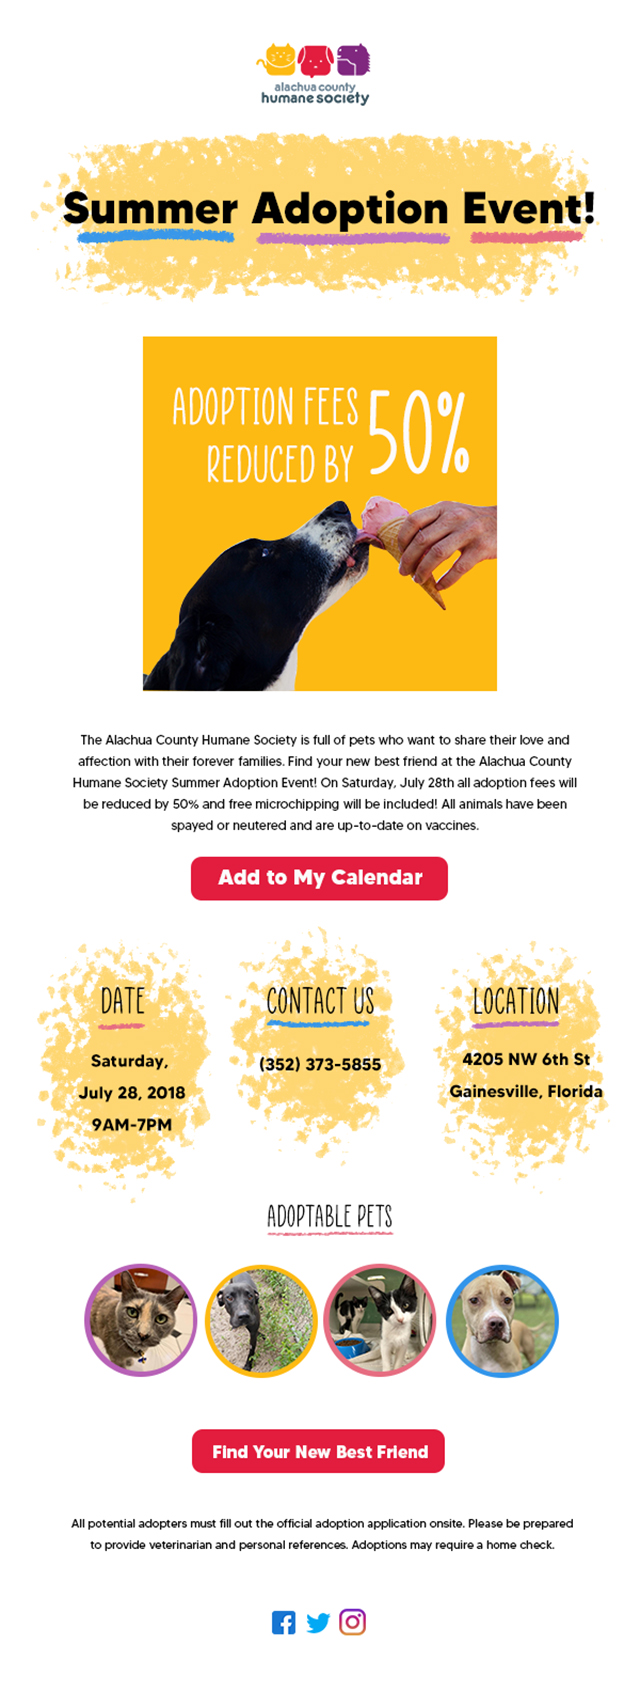 alachua county
humane society
Summer Adoption Event!
ADOPTION FEES
REDUCED BY
50%
The Alachua County Humane Society is full of pets who want to share their love and
affection with their forever families. Find your new best friend at the Alachua County
Humane Society Summer Adoption Event! On Saturday, July 28th all adoption fees will
be reduced by 50% and free microchipping will be included! All animals have been
spayed or neutered and are up-to-date on vaccines.
Add to My Calendar
DATE
Saturday,
July 28, 2018
9AM-7PM
CONTACT US
(352) 373-5855
LOCATION
4205 NW 6th St
Gainesville, Florida
ADOPTABLE PETS
Find Your New Best Friend
All potential adopters must fill out the official adoption application onsite. Please be prepared
to provide veterinarian and personal references. Adoptions may require a home check.